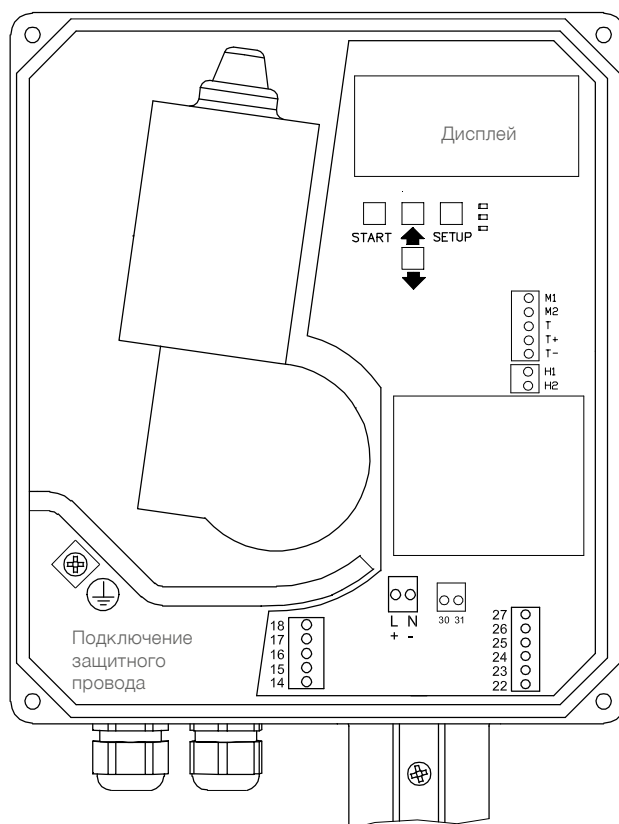 Дисплей
START
SETUP
M1
M2
T
T+
T-
H1
H2
L N
+ -
30 31
18
17
16
15
14
27
26
25
24
23
22
Подключение
защитного
провода